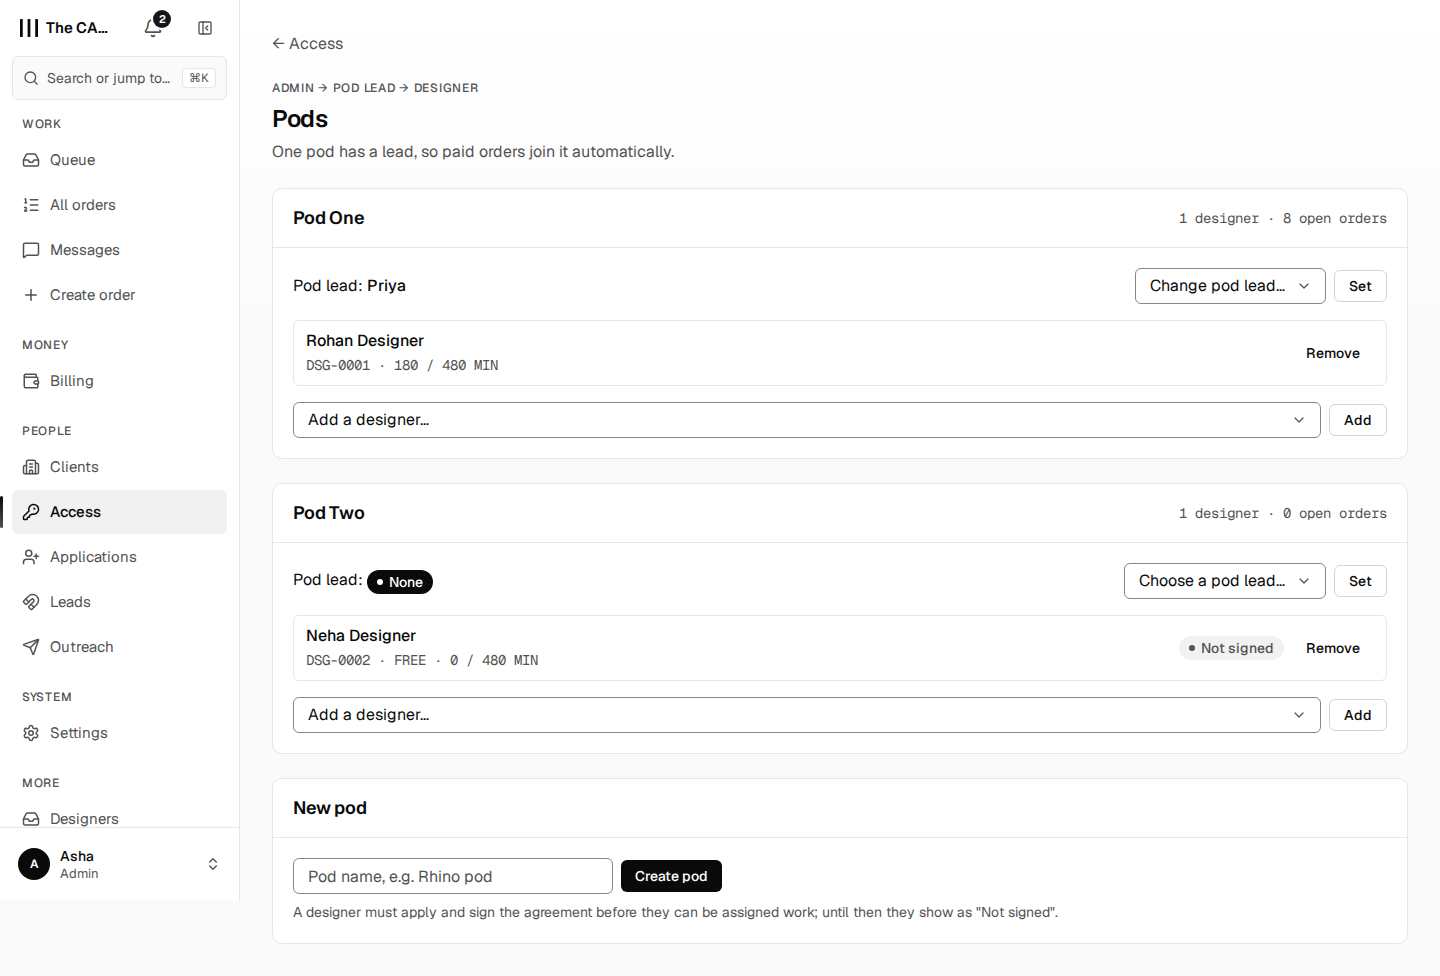 The CA...
2
Search or jump to... ⌘K
WORK
Queue
All orders
Messages
Create order
MONEY
Billing
PEOPLE
Clients
Access
Applications
Leads
Outreach
SYSTEM
Settings
MORE
Designers
A
Asha
Admin
← Access
ADMIN → POD LEAD → DESIGNER
Pods
One pod has a lead, so paid orders join it automatically.
Pod One
1 designer · 8 open orders
Pod lead: Priya
Change pod lead...
Set
Rohan Designer
DSG-0001 · 180 / 480 MIN
Remove
Add a designer...
Add
Pod Two
1 designer · 0 open orders
Pod lead: None
Choose a pod lead...
Set
Neha Designer
DSG-0002 · FREE · 0 / 480 MIN
Not signed
Remove
Add a designer...
Add
New pod
Pod name, e.g. Rhino pod
Create pod
A designer must apply and sign the agreement before they can be assigned work; until then they show as "Not signed".